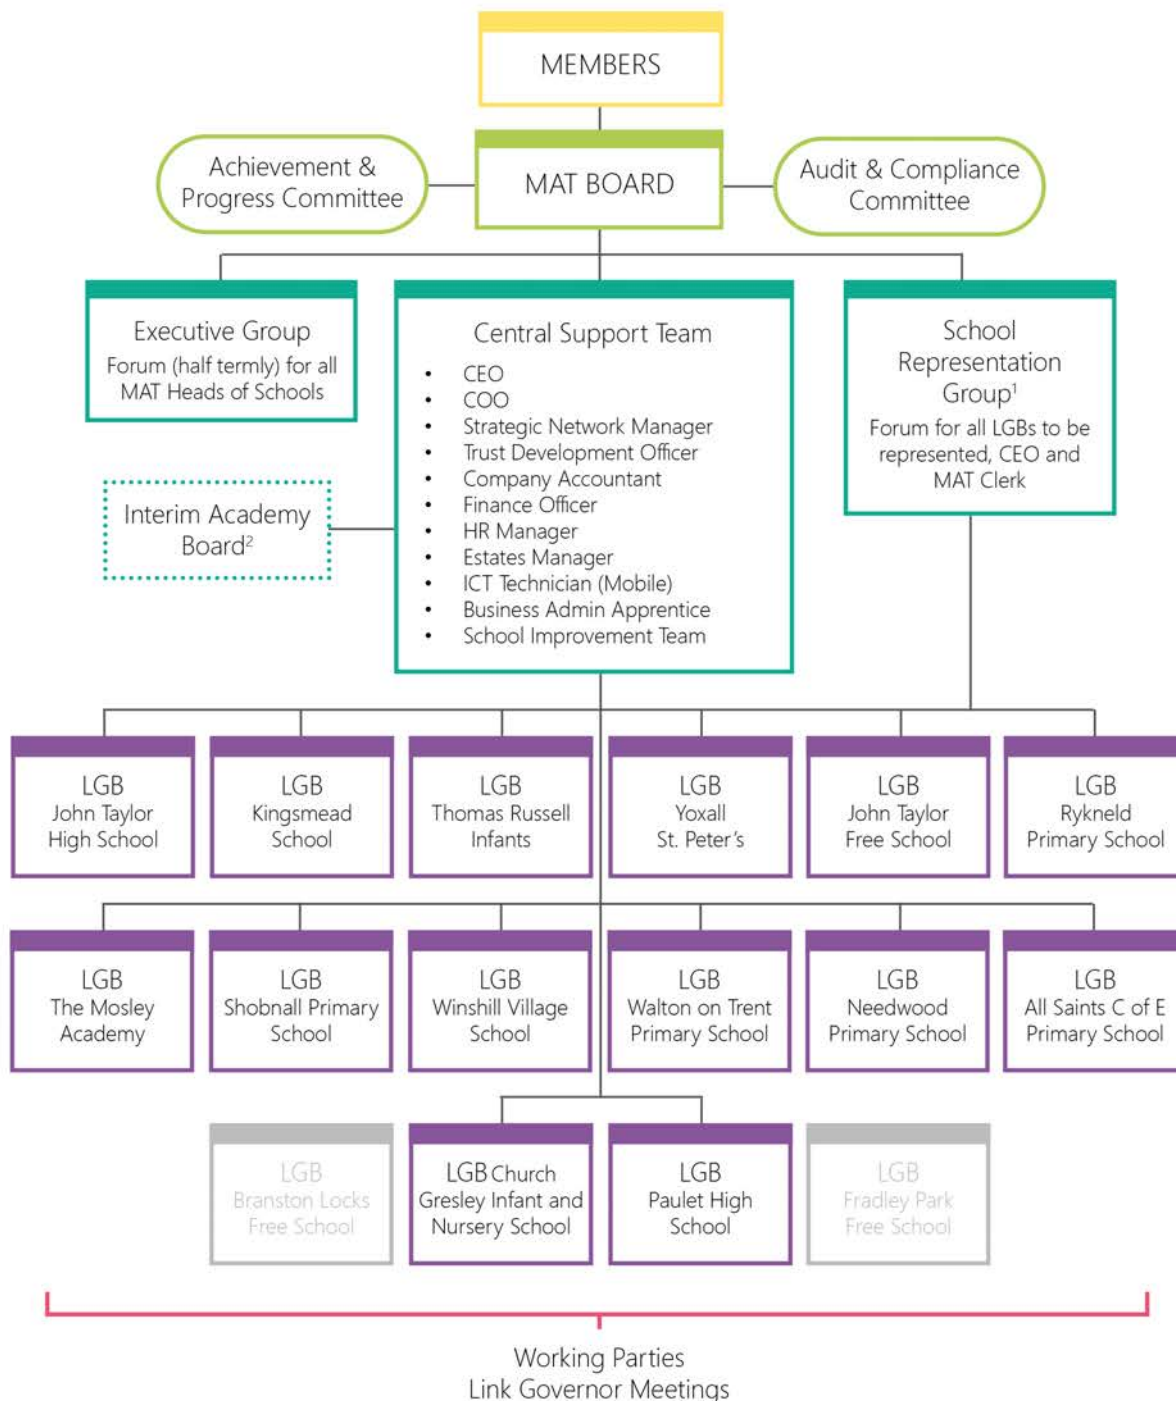 MEMBERS
Achievement &
Progress Committee
MAT BOARD
Audit & Compliance
Committee
Executive Group
Forum (half termly) for all
MAT Heads of Schools
Central Support Team
• CEO
• COO
• Strategic Network Manager
• Trust Development Officer
• Company Accountant
• Finance Officer
• HR Manager
• Estates Manager
• ICT Technician (Mobile)
• Business Admin Apprentice
• School Improvement Team
School
Representation
Group¹
Forum for all LGBs to be
represented, CEO and
MAT Clerk
Interim Academy
Board²
LGB
John Taylor
High School
LGB
Kingsmead
School
LGB
Thomas Russell
Infants
LGB
Yoxall
St. Peter's
LGB
John Taylor
Free School
LGB
Rykneld
Primary School
LGB
The Mosley
Academy
LGB
Shobnall Primary
School
LGB
Winshill Village
School
LGB
Walton on Trent
Primary School
LGB
Needwood
Primary School
LGB
All Saints C of E
Primary School
LGB
Branston Locks
Free School
LGB Church
Gresley Infant and
Nursery School
LGB
Paulet High
School
LGB
Fradley Park
Free School
Working Parties
Link Governor Meetings